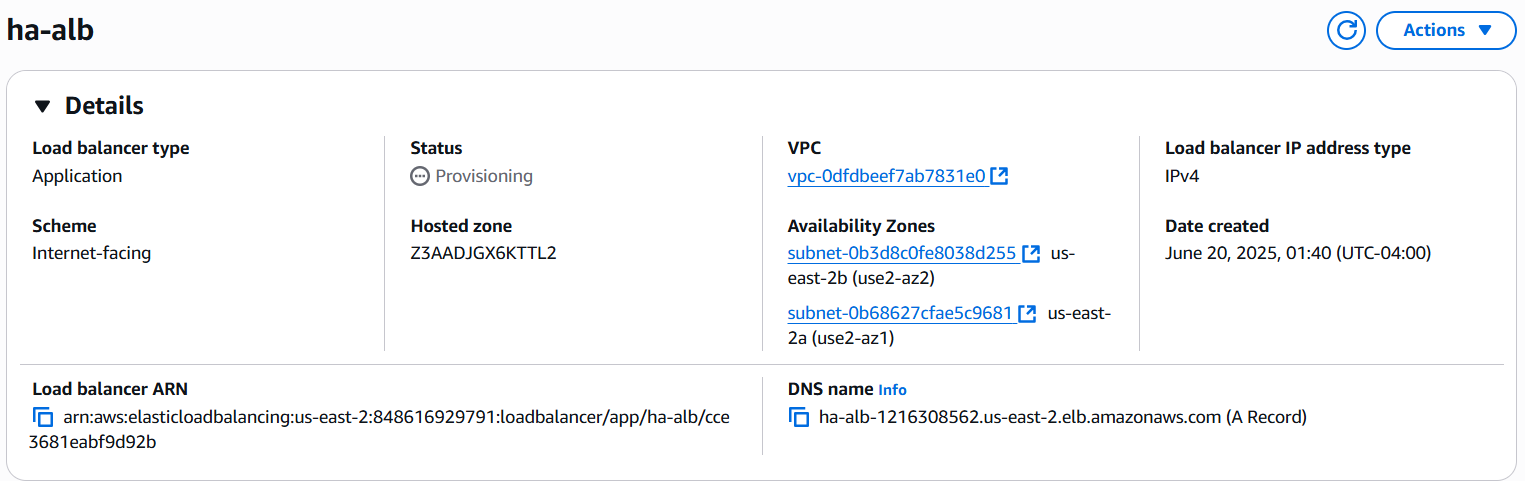 ha-alb
Actions
Details
Load balancer type
Application
Status
Provisioning
VPC
vpc-0dfdbeef7ab7831e0
Load balancer IP address type
IPv4
Scheme
Internet-facing
Hosted zone
Z3AADJGX6KTTL2
Availability Zones
subnet-0b3d8c0fe8038d255 us-
east-2b (use2-az2)
subnet-0b68627cfae5c9681 us-east-
2a (use2-az1)
Date created
June 20, 2025, 01:40 (UTC-04:00)
Load balancer ARN
arn:aws:elasticloadbalancing:us-east-2:848616929791:loadbalancer/app/ha-alb/cce
3681eabf9d92b
DNS name Info
ha-alb-1216308562.us-east-2.elb.amazonaws.com (A Record)